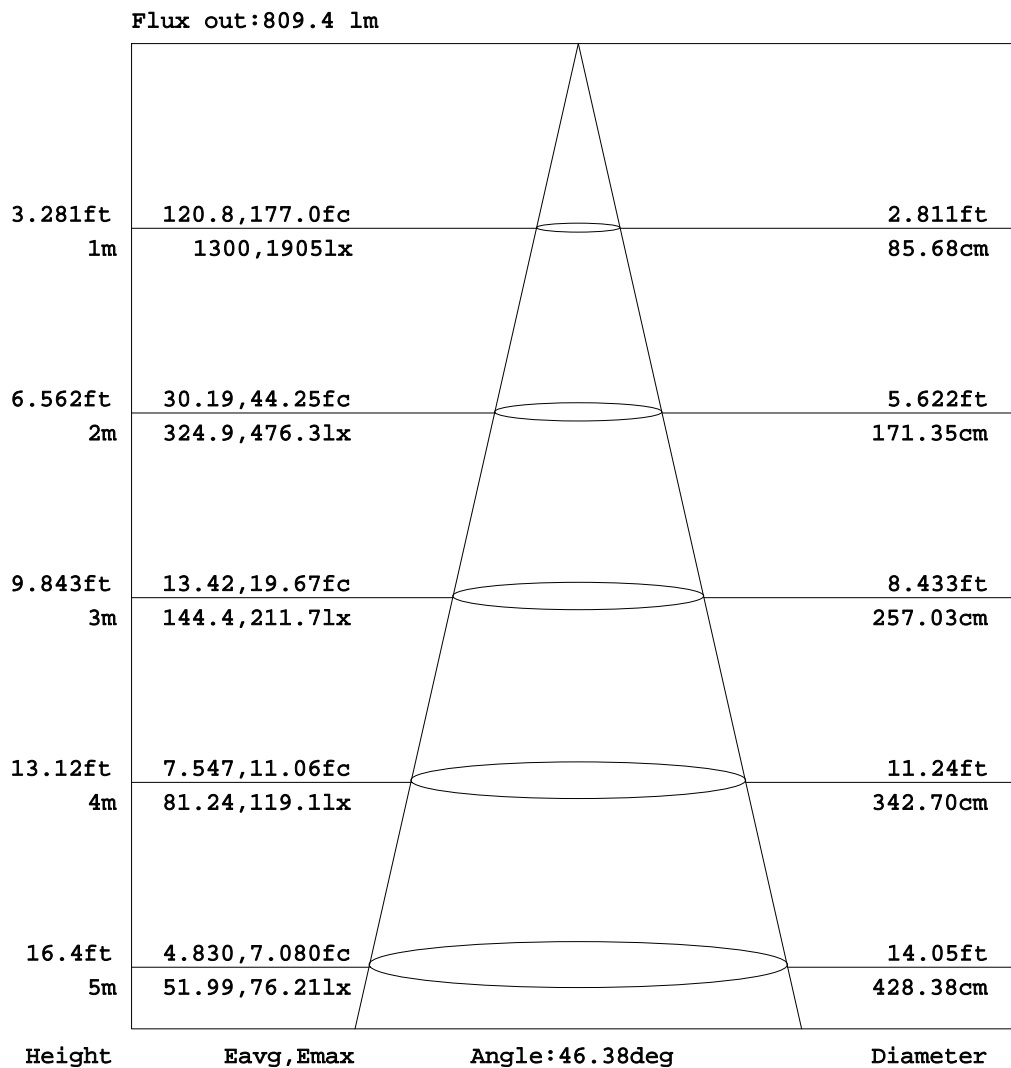 Flux out:809.4 lm
3.281ft 120.8,177.0fc 2.811ft
1m 1300,1905lx 85.68cm
6.562ft 30.19,44.25fc 5.622ft
2m 324.9,476.3lx 171.35cm
9.843ft 13.42,19.67fc 8.433ft
3m 144.4,211.7lx 257.03cm
13.12ft 7.547,11.06fc 11.24ft
4m 81.24,119.1lx 342.70cm
16.4ft 4.830,7.080fc 14.05ft
5m 51.99,76.21lx 428.38cm
Height Eavg,Emax Angle:46.38deg Diameter